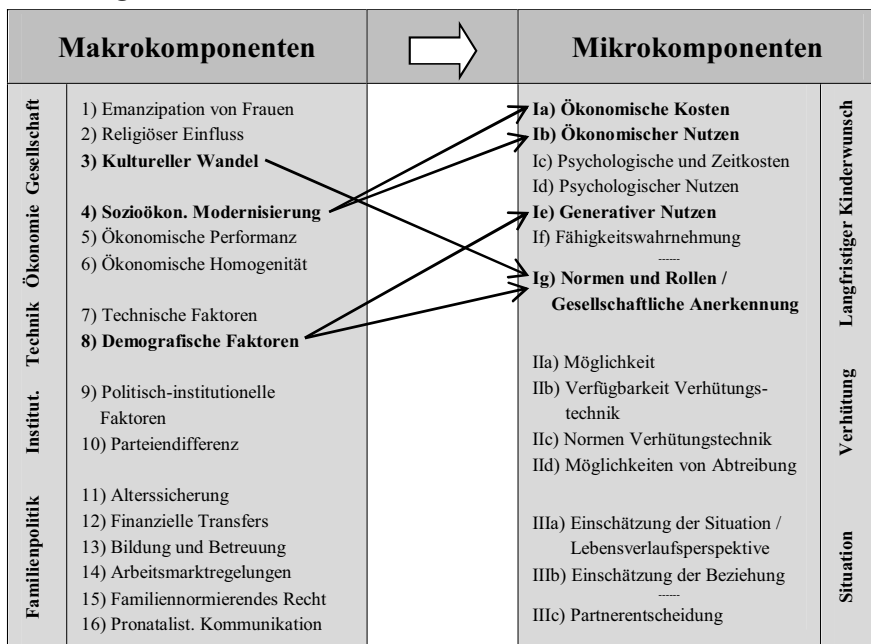 Makrokomponenten
Mikrokomponenten
Gesellschaft
1) Emanzipation von Frauen
2) Religiöser Einfluss
3) Kultureller Wandel
Ökonomie
4) Sozioökon. Modernisierung
5) Ökonomische Performanz
6) Ökonomische Homogenität
Technik
7) Technische Faktoren
8) Demografische Faktoren
Institut.
9) Politisch-institutionelle
Faktoren
10) Parteiendifferenz
Familienpolitik
11) Alterssicherung
12) Finanzielle Transfers
13) Bildung und Betreuung
14) Arbeitsmarktregelungen
15) Familiennormierendes Recht
16) Pronatalist. Kommunikation
Ia) Ökonomische Kosten
Ib) Ökonomischer Nutzen
Ic) Psychologische und Zeitkosten
Id) Psychologischer Nutzen
Ie) Generativer Nutzen
If) Fähigkeitswahrnehmung
------
Ig) Normen und Rollen /
Gesellschaftliche Anerkennung
Langfristiger Kinderwunsch
IIa) Möglichkeit
IIb) Verfügbarkeit Verhütungs-
technik
IIc) Normen Verhütungstechnik
IId) Möglichkeiten von Abtreibung
Verhütung
IIIa) Einschätzung der Situation /
Lebensverlaufsperspektive
IIIb) Einschätzung der Beziehung
------
IIIc) Partnerentscheidung
Situation